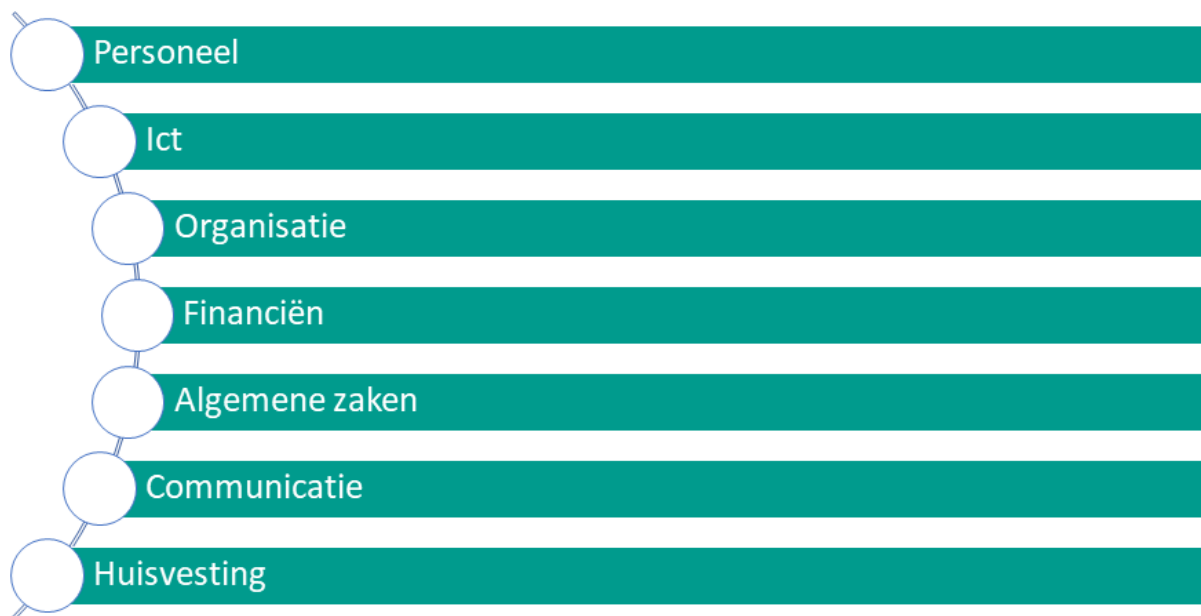 Personeel
Ict
Organisatie
Financiën
Algemene zaken
Communicatie
Huisvesting